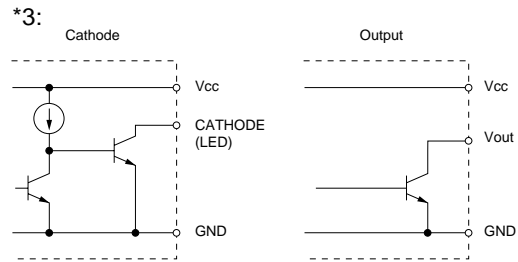 *3:
Cathode
Vcc
CATHODE
(LED)
GND
Output
Vcc
Vout
GND